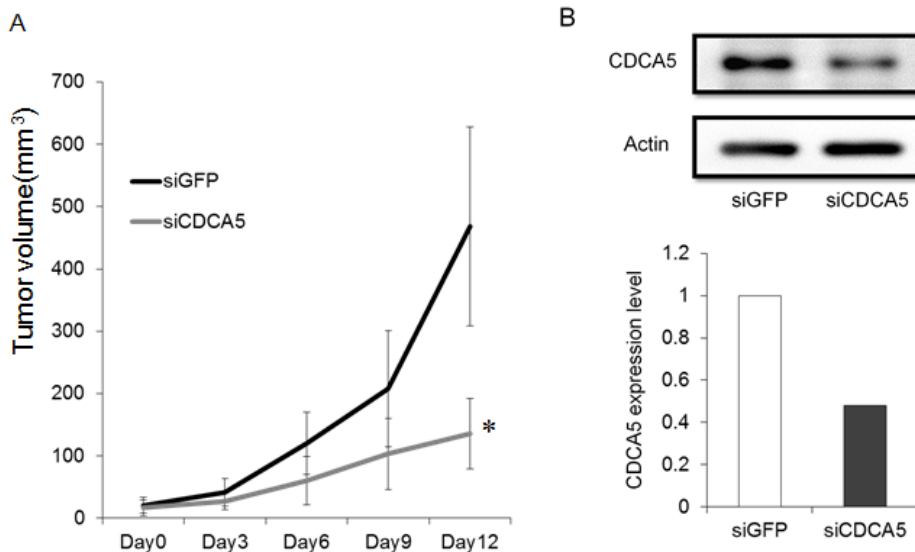 A
Tumor volume(mm³)
700
600
500
400
300
200
100
0
siGFP
siCDCA5
*
Day0 Day3 Day6 Day9 Day12
B
CDCA5
Actin
siGFP siCDCA5
CDCA5 expression level
1.2
1
0.8
0.6
0.4
0.2
0
siGFP siCDCA5